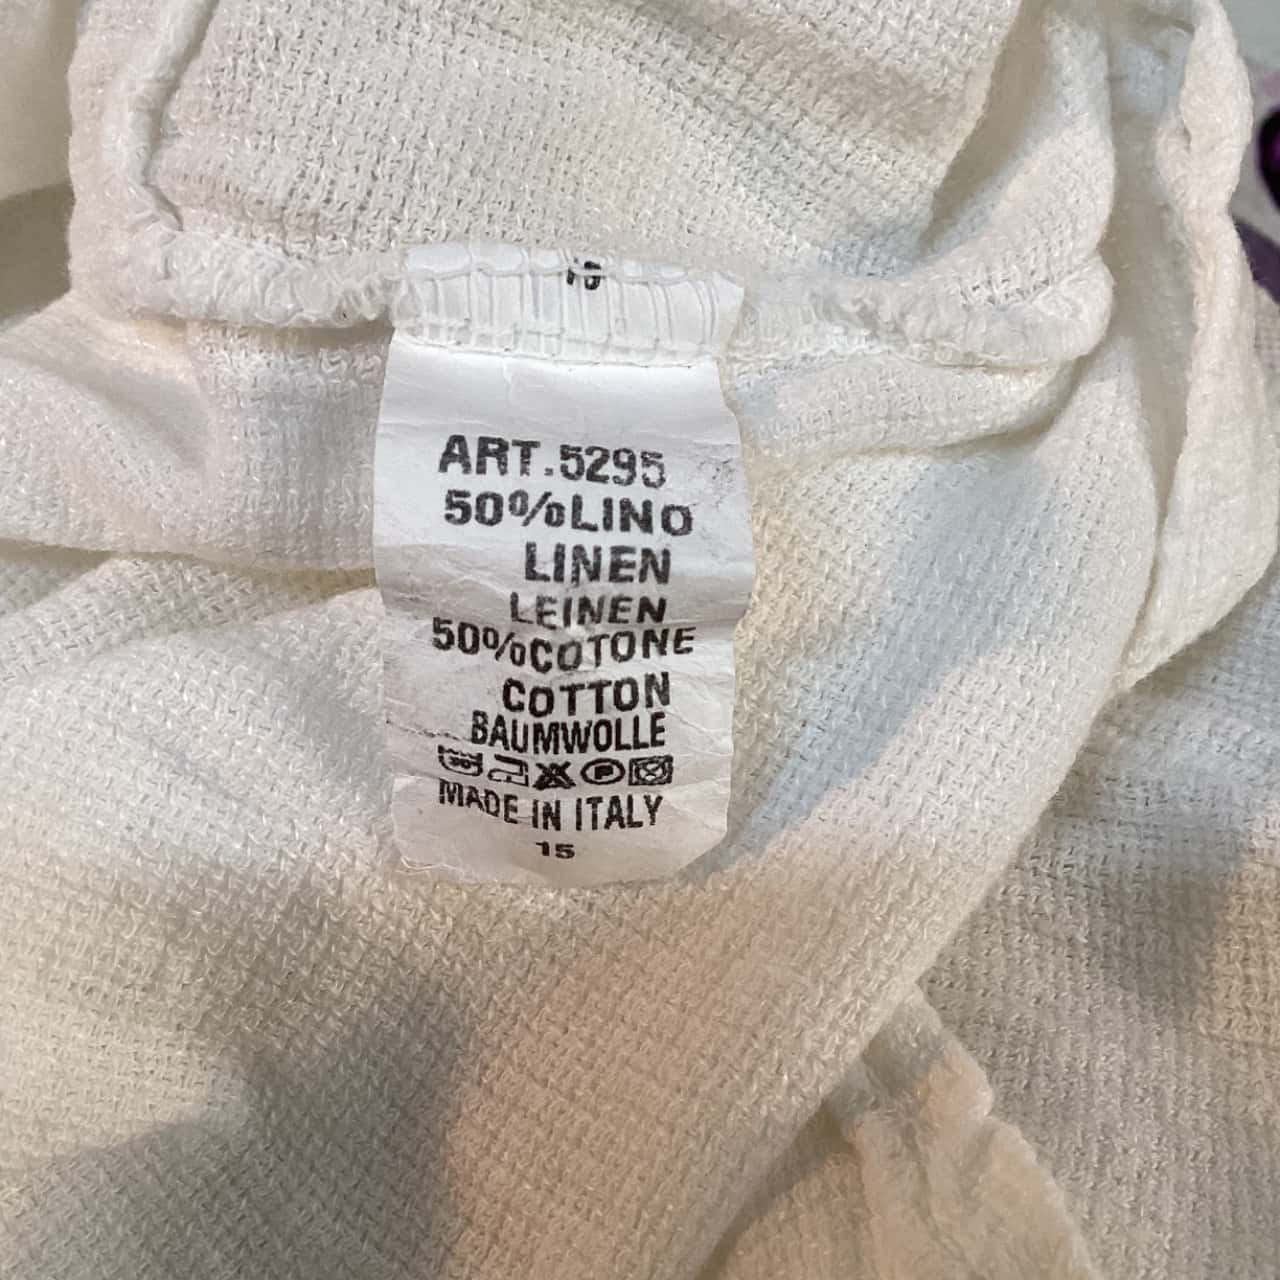 ART.5295
50%LINO
LINEN
LEINEN
50%COTONE
COTTON
BAUMWOLLE
P
MADE IN ITALY
15